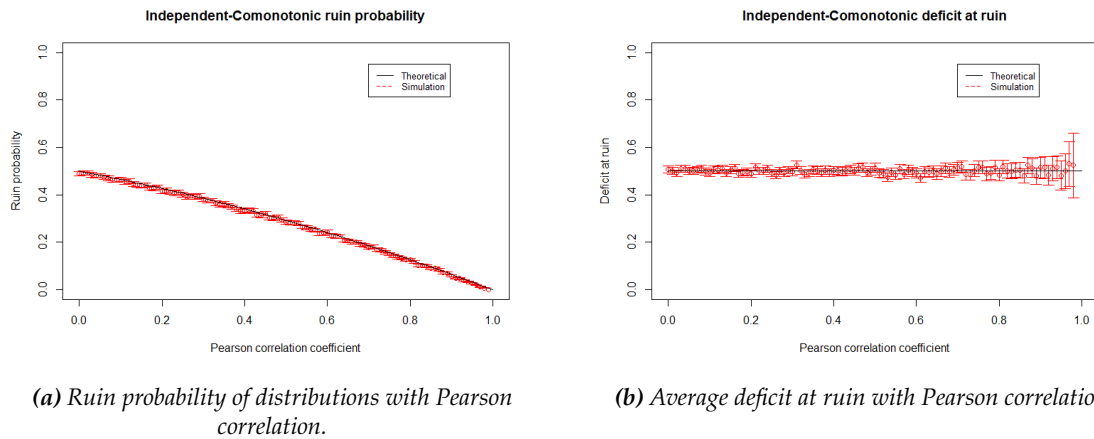 Independent-Comonotonic ruin probability
1.0
0.8
0.6
0.4
0.2
0.0
Ruin probability
Theoretical
Simulation
0.0 0.2 0.4 0.6 0.8 1.0
Pearson correlation coefficient
(a) Ruin probability of distributions with Pearson
correlation.
Independent-Comonotonic deficit at ruin
1.0
0.8
0.6
0.4
0.2
0.0
Deficit at ruin
Theoretical
Simulation
0.0 0.2 0.4 0.6 0.8 1.0
Pearson correlation coefficient
(b) Average deficit at ruin with Pearson correlatio